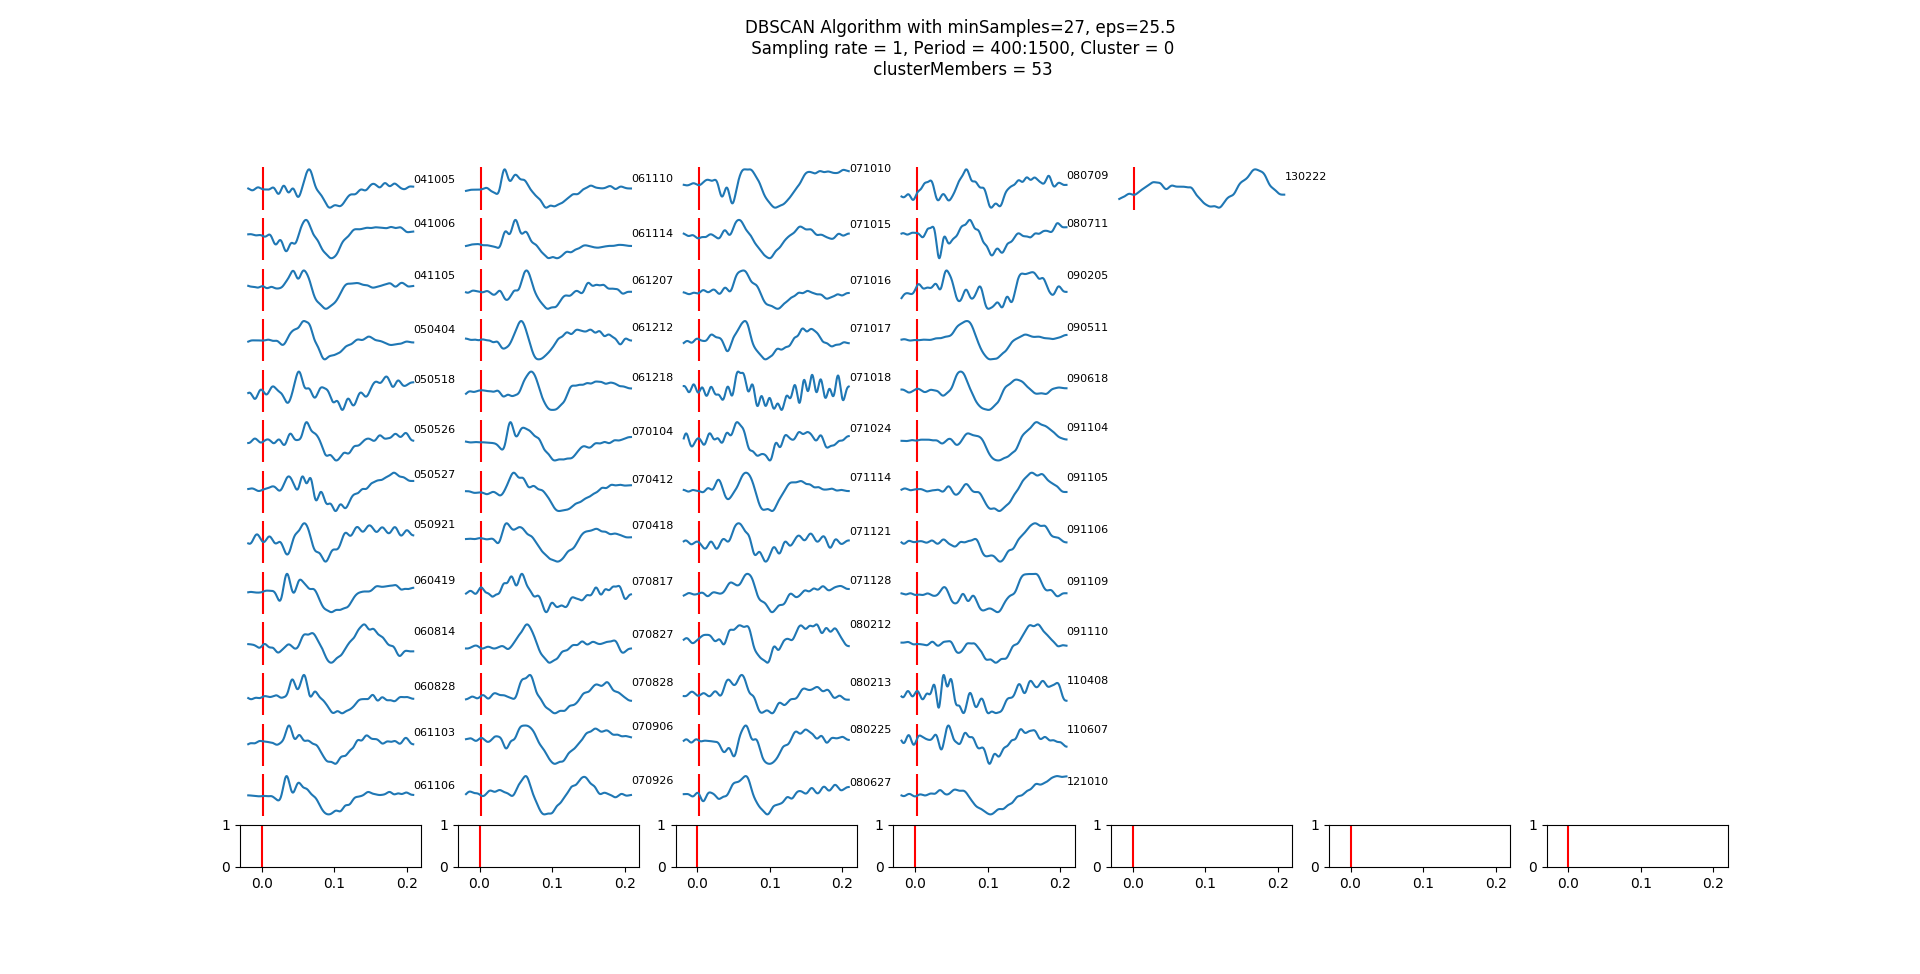 DBSCAN Algorithm with minSamples=27, eps=25.5
Sampling rate = 1, Period = 400:1500, Cluster = 0
clusterMembers = 53
041005 061110 071010 080709 130222
041006 061114 071015 080711
041105 061207 071016 090205
050404 061212 071017 090511
050518 061218 071018 090618
050526 070104 071024 091104
050527 070412 071114 091105
050921 070418 071121 091106
060419 070817 071128 091109
060814 070827 080212 091110
060828 070828 080213 110408
061103 070906 080225 110607
061106 070926 080627 121010
1 1 1 1 1 1 1
0 0 0 0 0 0 0
0.0 0.1 0.2 0.0 0.1 0.2 0.0 0.1 0.2 0.0 0.1 0.2 0.0 0.1 0.2 0.0 0.1 0.2 0.0 0.1 0.2